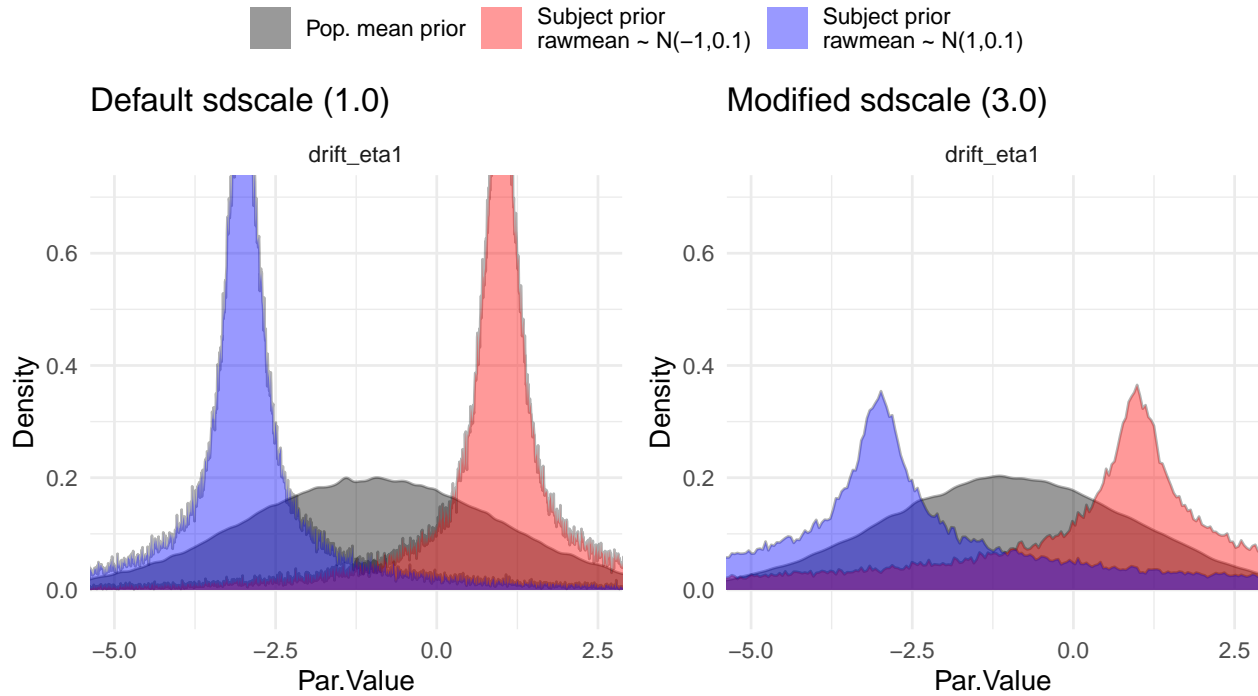 Pop. mean prior
Subject prior
rawmean ~ N(−1,0.1)
Subject prior
rawmean ~ N(1,0.1)
Default sdscale (1.0)
Modified sdscale (3.0)
drift_eta1
drift_eta1
0.6
0.4
0.2
0.0
Density
−5.0
−2.5
0.0
2.5
Par.Value
0.6
0.4
0.2
0.0
Density
−5.0
−2.5
0.0
2.5
Par.Value